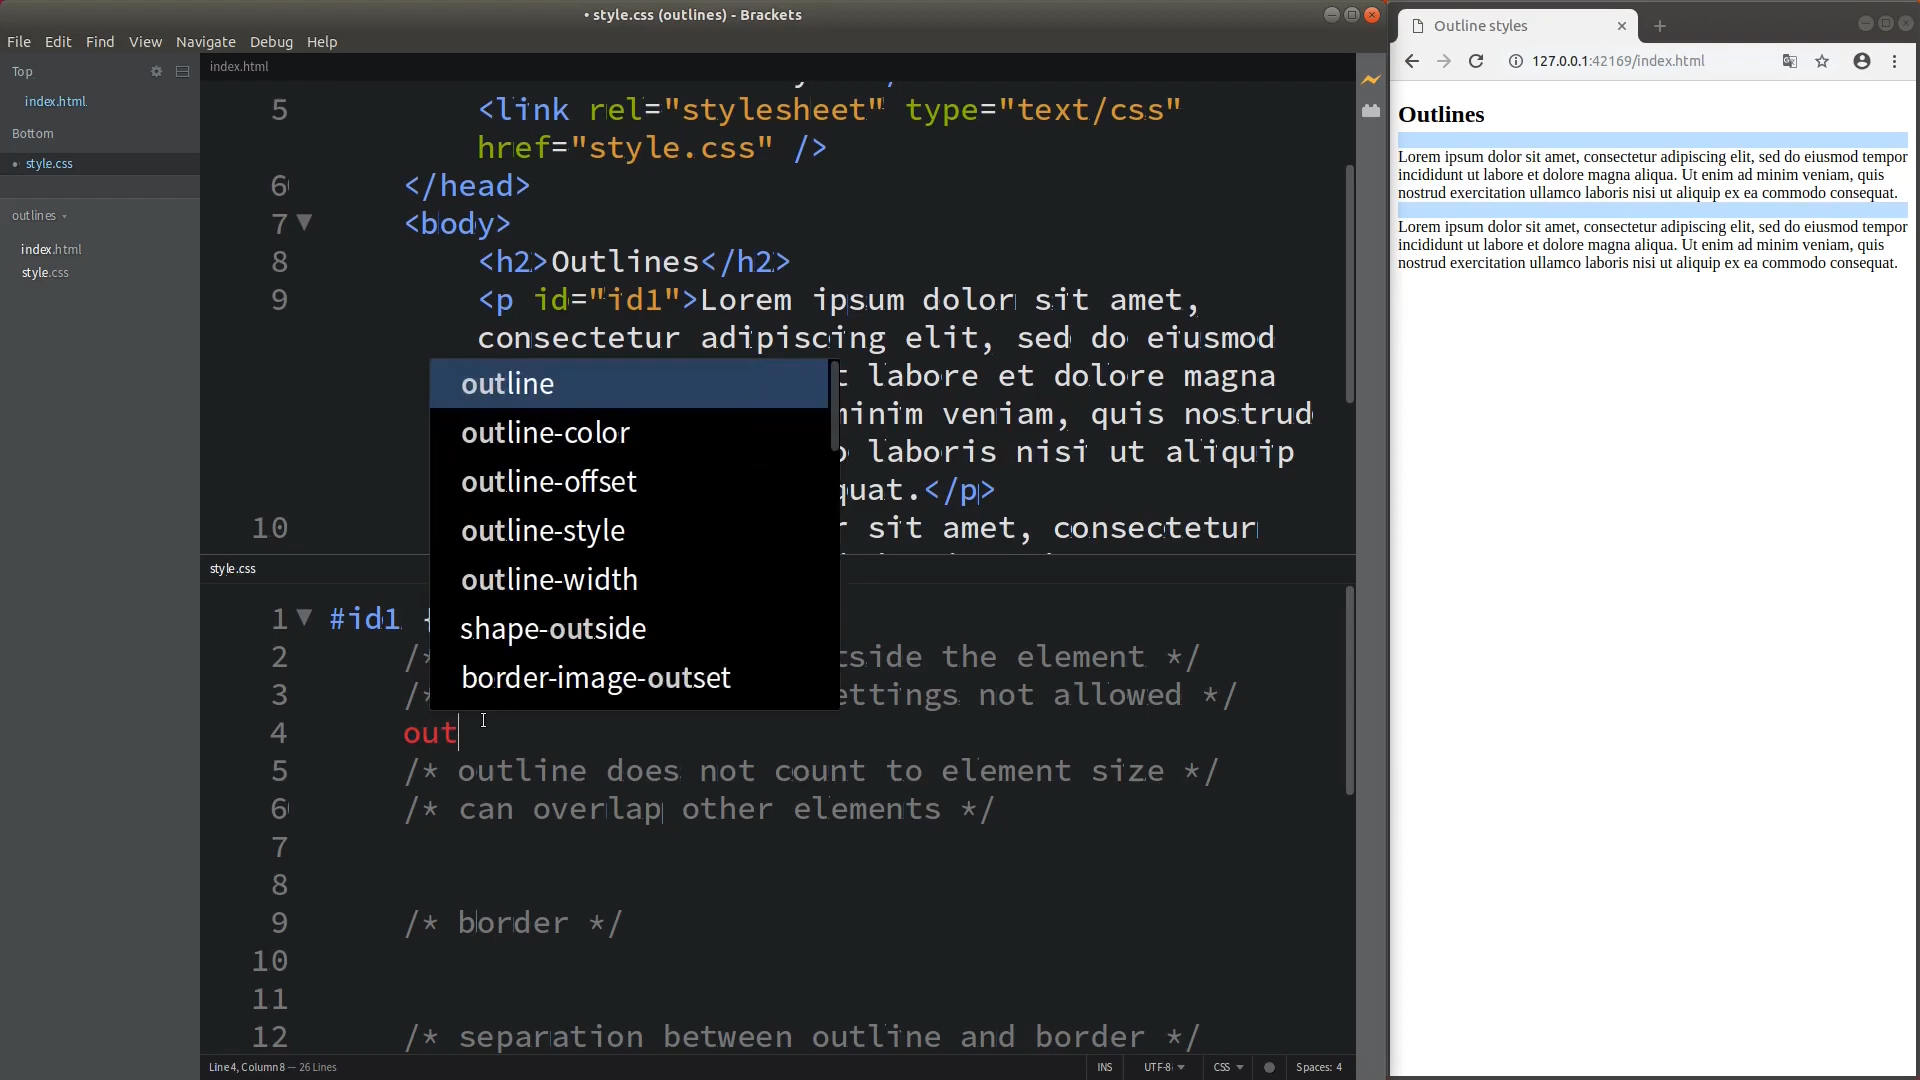 • style.css (outlines) - Brackets
File Edit Find View Navigate Debug Help
Top
index.html
Bottom
• style.css
outlines
index.html
style.css
index.html
5 <link rel="stylesheet" type="text/css"
href="style.css" />
6 </head>
7 <body>
8 <h2>Outlines</h2>
9 <p id="id1">Lorem ipsum dolor sit amet,
consectetur adipiscing elit, sed do eiusmod
labore et dolore magna
minim veniam, quis nostrud
laboris nisi ut aliquip
quat.</p>
10 sit amet, consectetur
outline
outline-color
outline-offset
outline-style
outline-width
shape-outside
border-image-outset
style.css
1 #id1 {
2 /* tside the element */
3 /* ettings not allowed */
4 out
5 /* outline does not count to element size */
6 /* can overlap other elements */
7
8
9 /* border */
10
11
12 /* separation between outline and border */
Line 4, Column 8 — 26 Lines
INS UTF-8 CSS Spaces: 4
Outline styles
127.0.0.1:42169/index.html
Outlines
Lorem ipsum dolor sit amet, consectetur adipiscing elit, sed do eiusmod tempor
incididunt ut labore et dolore magna aliqua. Ut enim ad minim veniam, quis
nostrud exercitation ullamco laboris nisi ut aliquip ex ea commodo consequat.
Lorem ipsum dolor sit amet, consectetur adipiscing elit, sed do eiusmod tempor
incididunt ut labore et dolore magna aliqua. Ut enim ad minim veniam, quis
nostrud exercitation ullamco laboris nisi ut aliquip ex ea commodo consequat.